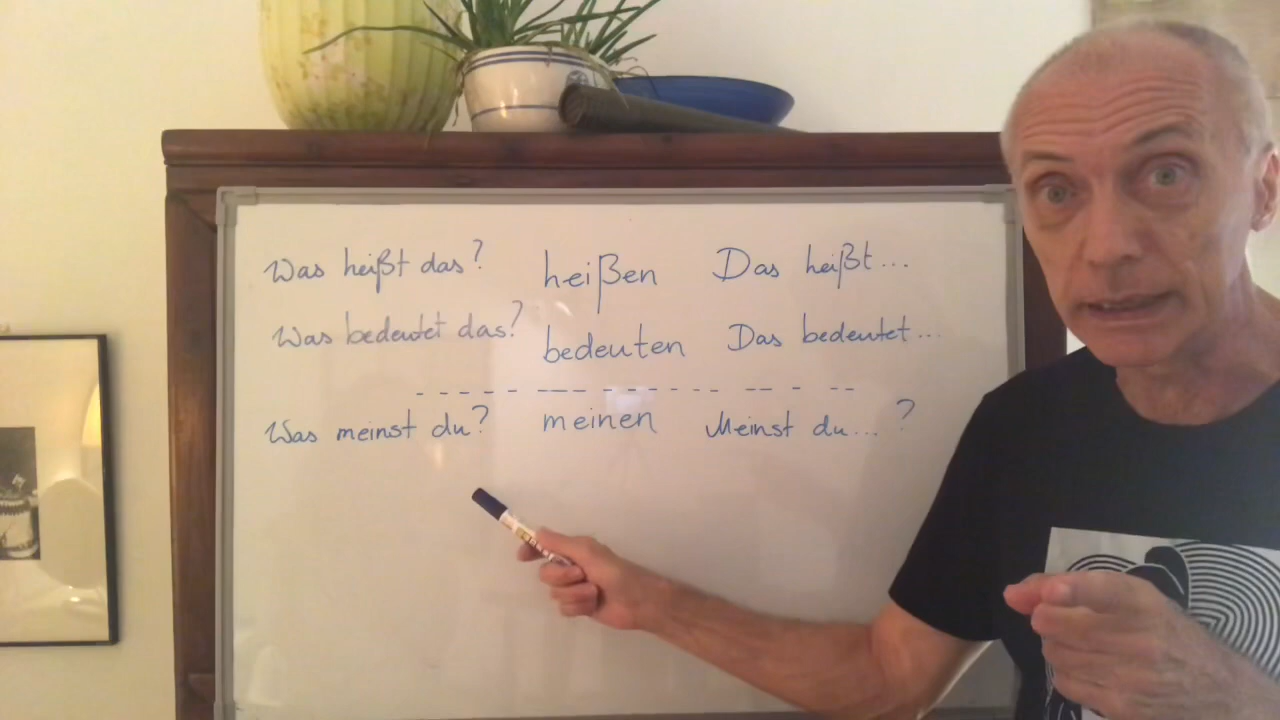 Was heißt das? heißen Das heißt...
Was bedeutet das? bedeuten Das bedeutet...
Was meinst du? meinen Meinst du...?